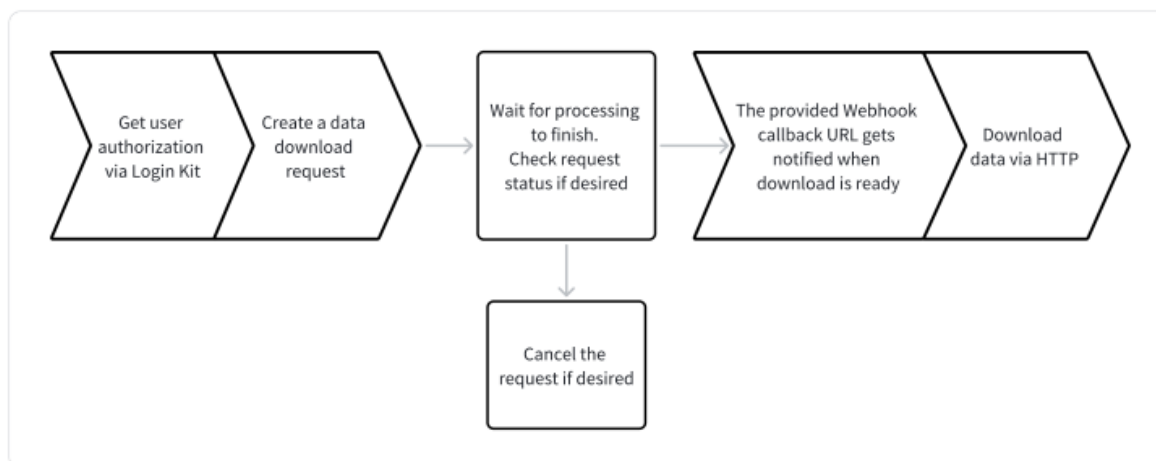 Get user
authorization
via Login Kit
Create a data
download
request
Wait for processing
to finish.
Check request
status if desired
The provided Webhook
callback URL gets
notified when
download is ready
Download
data via HTTP
Cancel the
request if desired